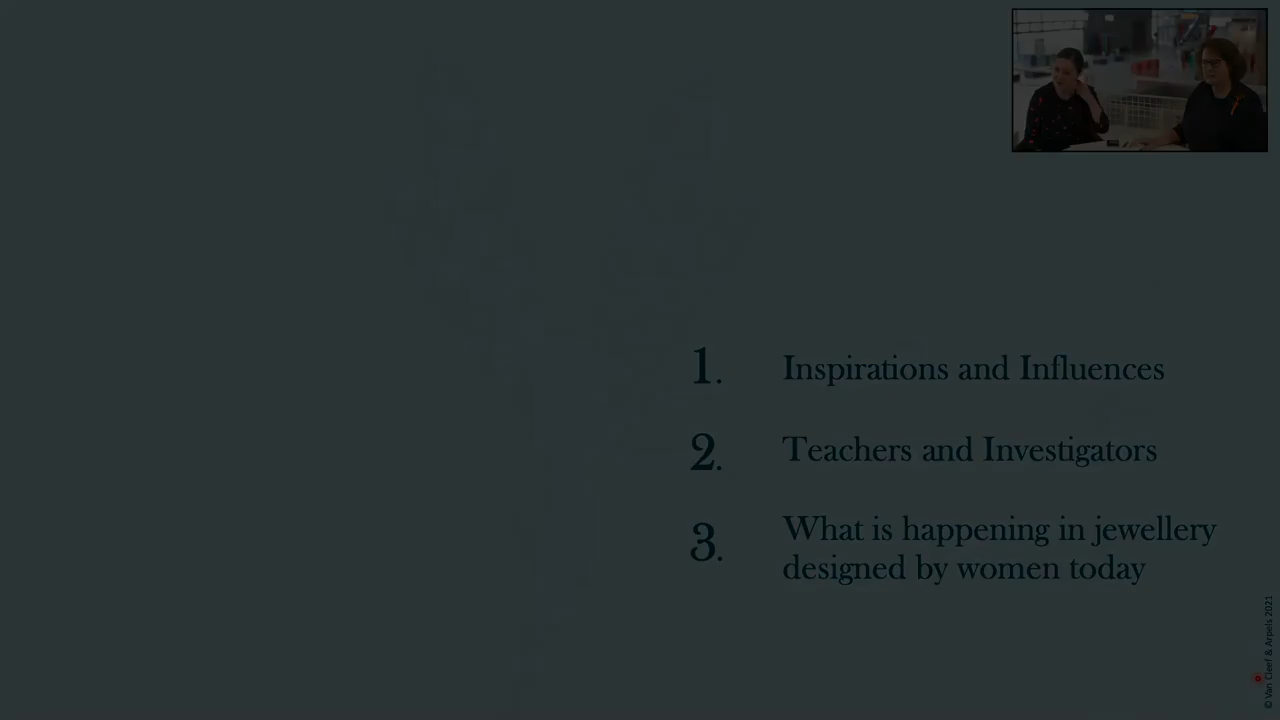 1. Inspirations and Influences
2. Teachers and Investigators
3. What is happening in jewellery
designed by women today
© Van Cleef & Arpels 2021